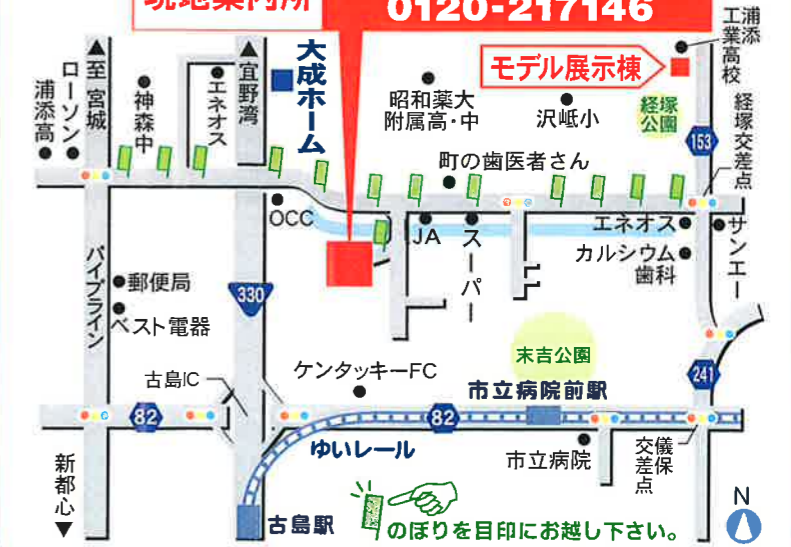 現地案内所
0120-217146
モデル展示棟
浦添
工業高校
▲至 宮城
▲宜野湾
大成ホーム
ローソン
浦添高
神森中
エネオス
昭和薬大
附属高・中
沢岻小
経塚
公園
153
経塚交差点
町の歯医者さん
OCC
JA
スーパー
エネオス
カルシウム
歯科
サンエー
パイプライン
郵便局
ベスト電器
330
末吉公園
241
古島IC
ケンタッキーFC
市立病院前駅
82
82
ゆいレール
市立病院
儀保
交差点
新都心▼
古島駅
のぼりを目印にお越し下さい。
N